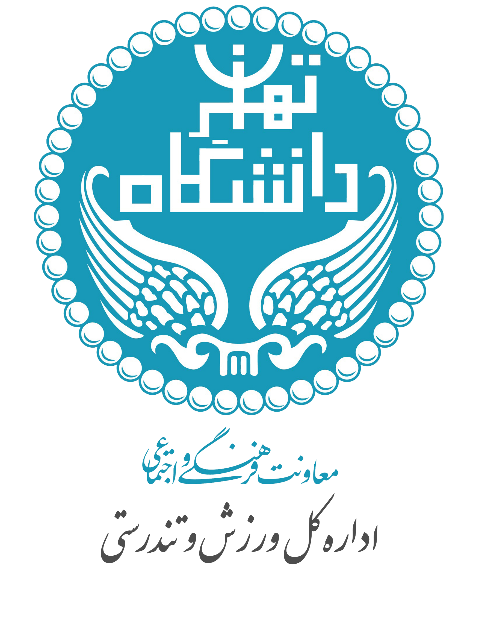 دانشگاه تهران
معاونت فرهنگی و اجتماعی
اداره کل ورزش و تندرستی